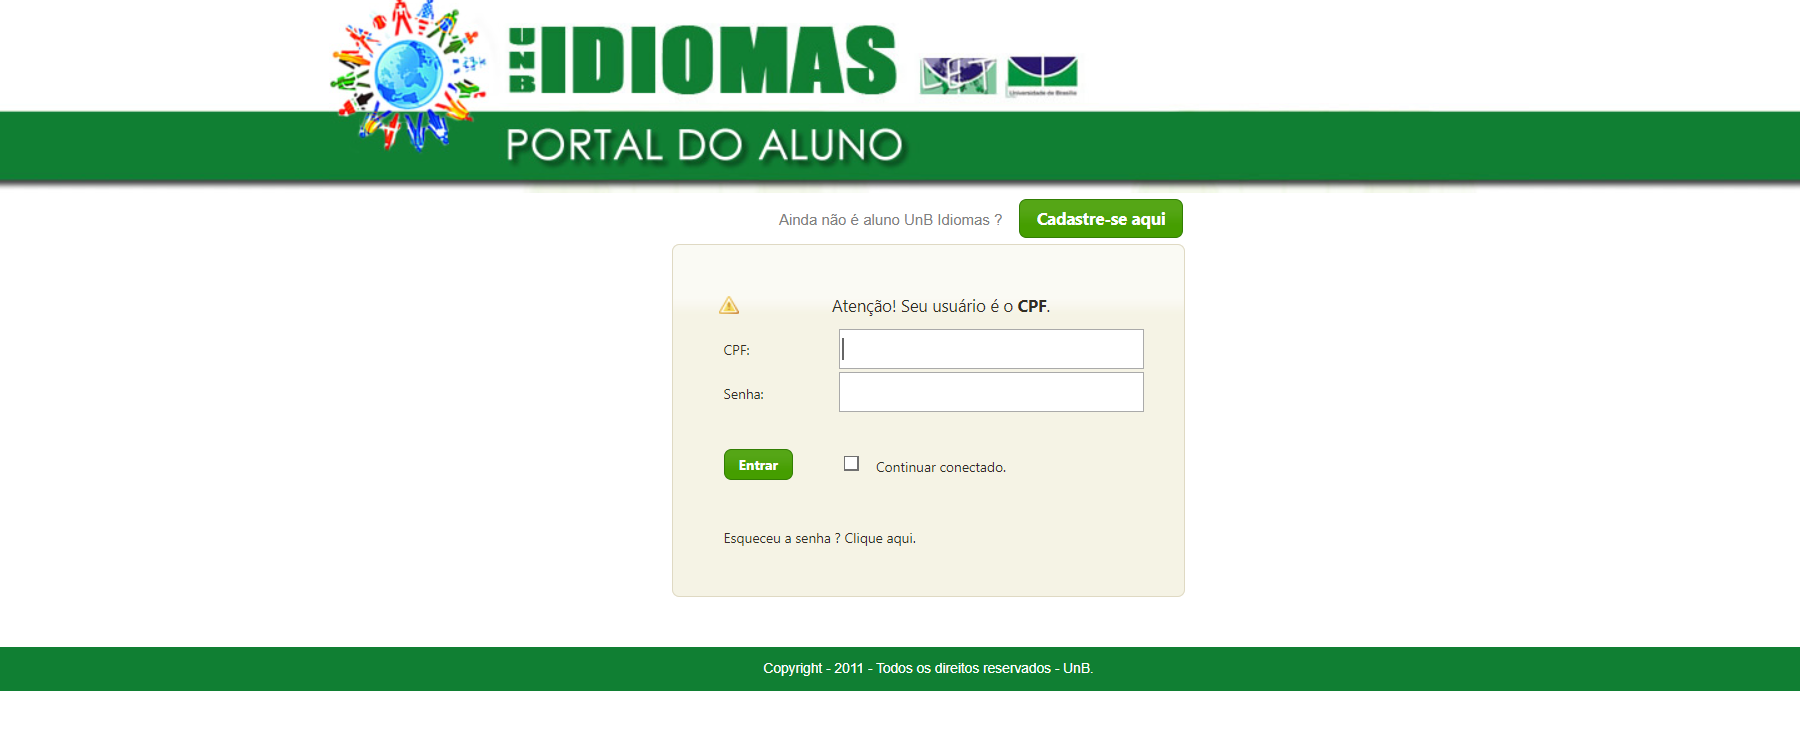 UNB IDIOMAS
LET
Universidade de Brasília
PORTAL DO ALUNO
Ainda não é aluno UnB Idiomas ?
Cadastre-se aqui
Atenção! Seu usuário é o CPF.
CPF:
Senha:
Entrar
Continuar conectado.
Esqueceu a senha ? Clique aqui.
Copyright - 2011 - Todos os direitos reservados - UnB.